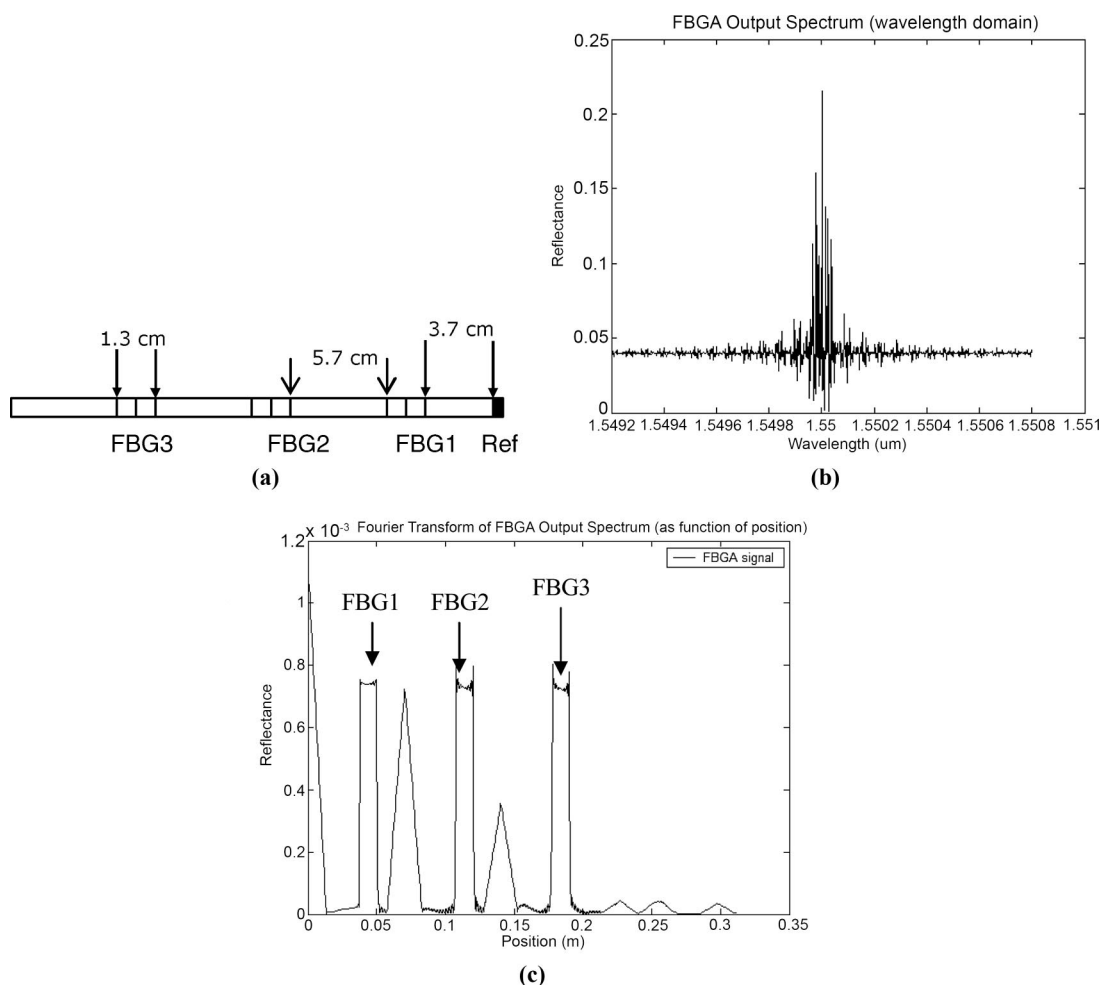 1.3 cm
5.7 cm
3.7 cm
FBG3
FBG2
FBG1
Ref
(a)
FBGA Output Spectrum (wavelength domain)
0.25
0.2
0.15
0.1
0.05
0
Reflectance
1.5492 1.5494 1.5496 1.5498 1.55 1.5502 1.5504 1.5506 1.5508 1.551
Wavelength (um)
(b)
x 10-3 Fourier Transform of FBGA Output Spectrum (as function of position)
1.2
1
0.8
0.6
0.4
0.2
0
Reflectance
FBGA signal
FBG1
FBG2
FBG3
0 0.05 0.1 0.15 0.2 0.25 0.3 0.35
Position (m)
(c)